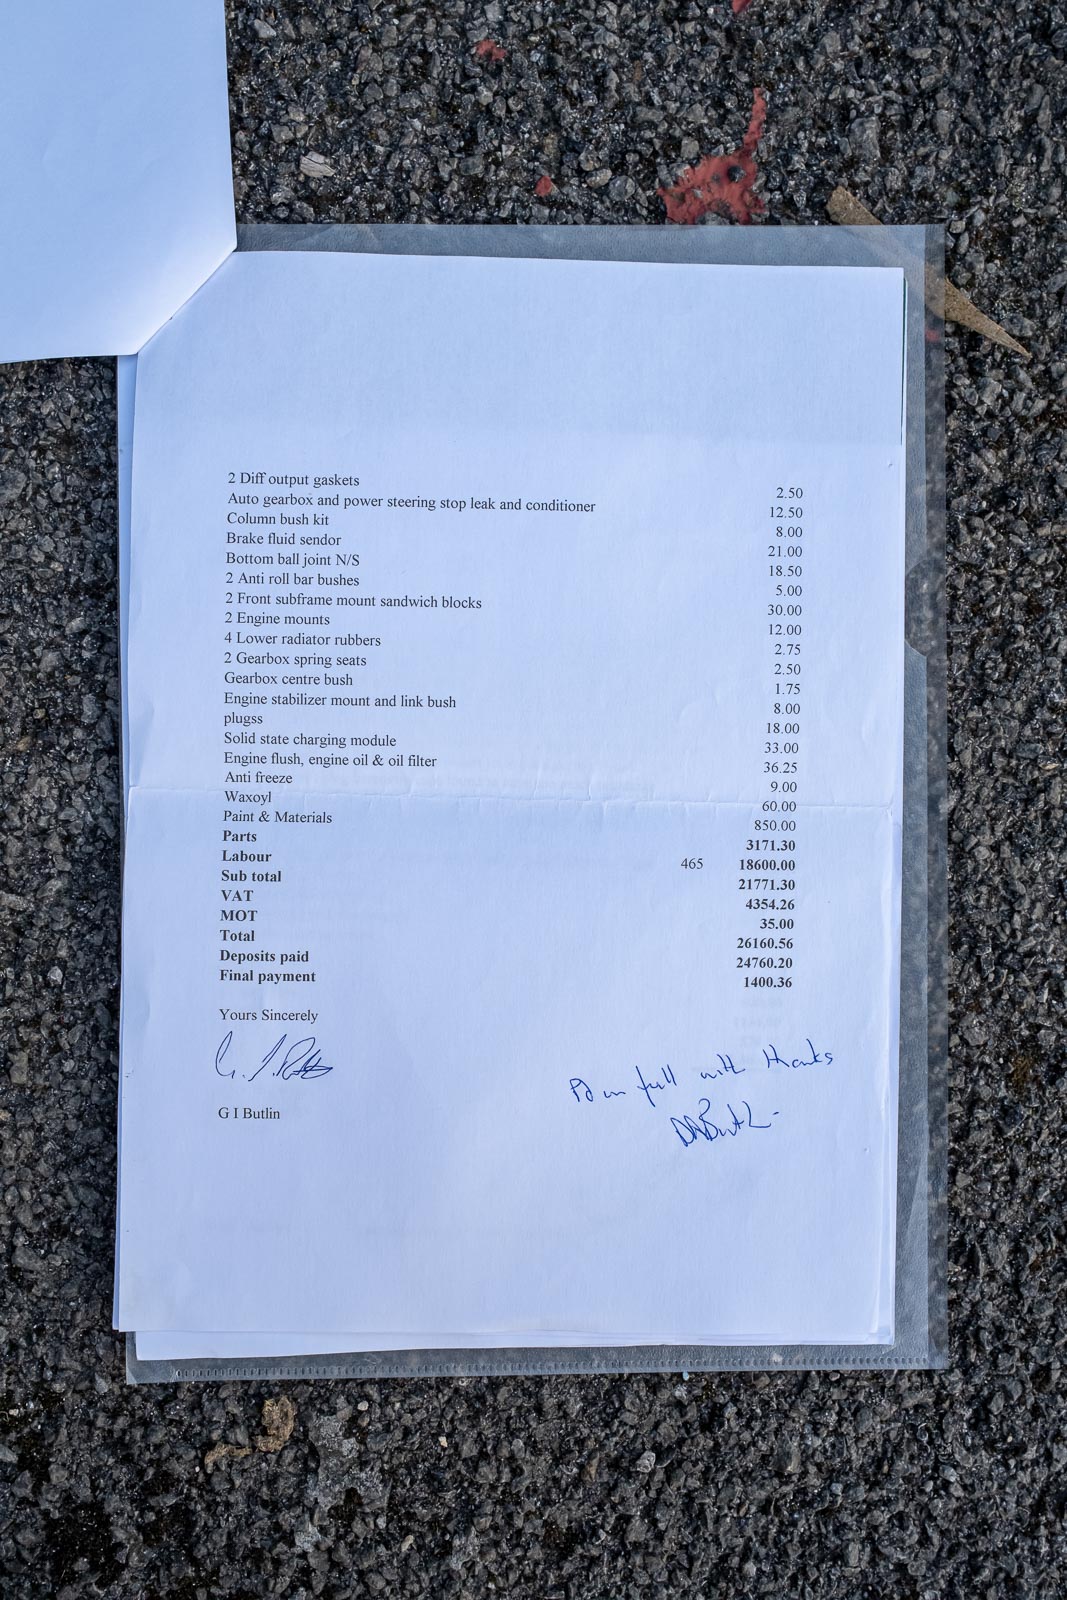 2 Diff output gaskets 2.50
Auto gearbox and power steering stop leak and conditioner 12.50
Column bush kit 8.00
Brake fluid sendor 21.00
Bottom ball joint N/S 18.50
2 Anti roll bar bushes 5.00
2 Front subframe mount sandwich blocks 30.00
2 Engine mounts 12.00
4 Lower radiator rubbers 2.75
2 Gearbox spring seats 2.50
Gearbox centre bush 1.75
Engine stabilizer mount and link bush 8.00
plugss 18.00
Solid state charging module 33.00
Engine flush, engine oil & oil filter 36.25
Anti freeze 9.00
Waxoyl 60.00
Paint & Materials 850.00
Parts 3171.30
Labour 465 18600.00
Sub total 21771.30
VAT 4354.26
MOT 35.00
Total 26160.56
Deposits paid 24760.20
Final payment 1400.36
Yours Sincerely
Pd in full with thanks
G I Butlin